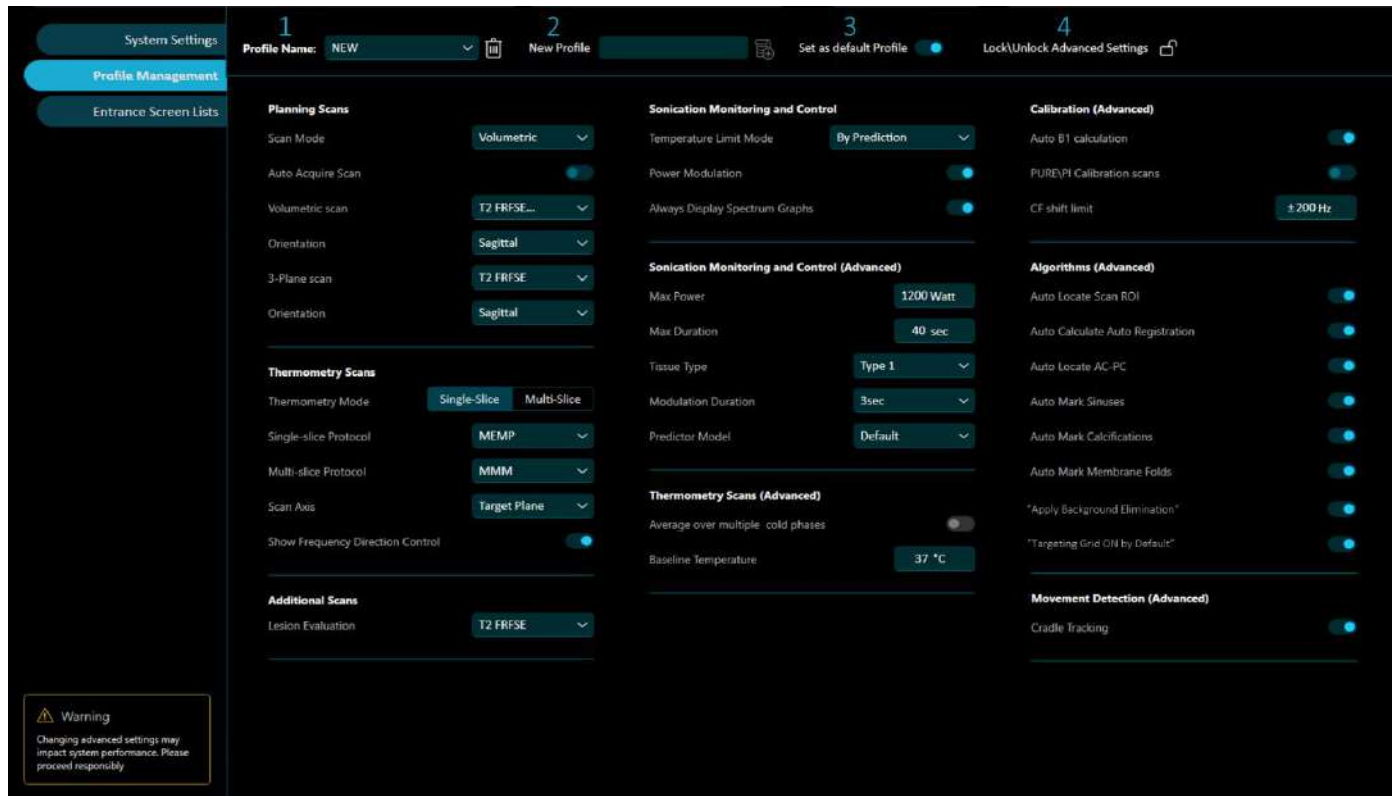 1 2 3 4
System Settings
Profile Management
Entrance Screen Lists
Profile Name: NEW
New Profile
Set as default Profile
Lock\Unlock Advanced Settings
Planning Scans
Scan Mode Volumetric
Auto Acquire Scan
Volumetric scan T2 FRFSE...
Orientation Sagittal
3-Plane scan T2 FRFSE
Orientation Sagittal
Thermometry Scans
Thermometry Mode Single-Slice Multi-Slice
Single-slice Protocol MEMP
Multi-slice Protocol MMM
Scan Axis Target Plane
Show Frequency Direction Control
Additional Scans
Lesion Evaluation T2 FRFSE
Sonication Monitoring and Control
Temperature Limit Mode By Prediction
Power Modulation
Always Display Spectrum Graphs
Sonication Monitoring and Control (Advanced)
Max Power 1200 Watt
Max Duration 40 sec
Tissue Type Type 1
Modulation Duration 3sec
Predictor Model Default
Thermometry Scans (Advanced)
Average over multiple cold phases
Baseline Temperature 37 °C
Calibration (Advanced)
Auto B1 calculation
PURE\PI Calibration scans
CF shift limit ±200 Hz
Algorithms (Advanced)
Auto Locate Scan ROI
Auto Calculate Auto Registration
Auto Locate AC-PC
Auto Mark Sinuses
Auto Mark Calcifications
Auto Mark Membrane Folds
"Apply Background Elimination"
"Targeting Grid ON by Default"
Movement Detection (Advanced)
Cradle Tracking
Warning
Changing advanced settings may
impact system performance. Please
proceed responsibly